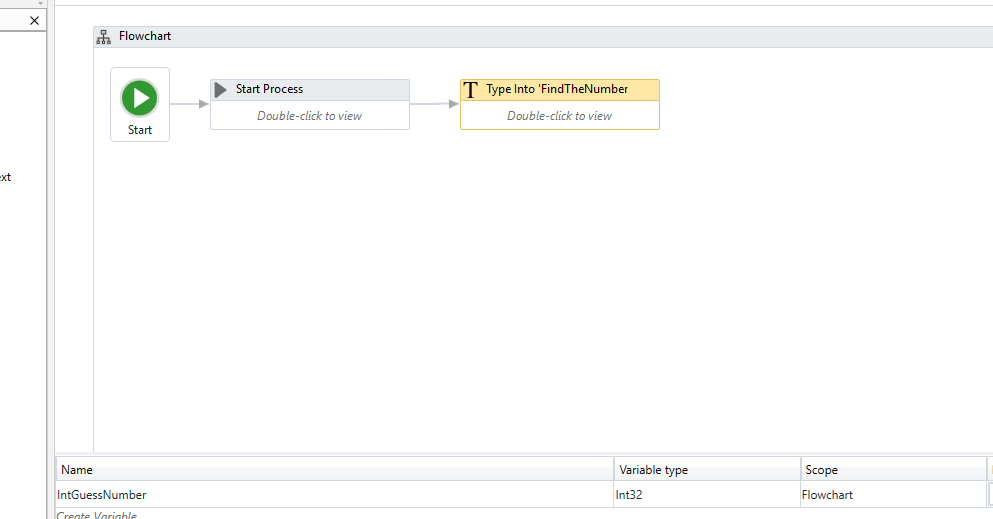 Flowchart
Start
Start Process
Double-click to view
T Type Into 'FindTheNumber
Double-click to view
ext
Name Variable type Scope
IntGuessNumber Int32 Flowchart
Create Variable